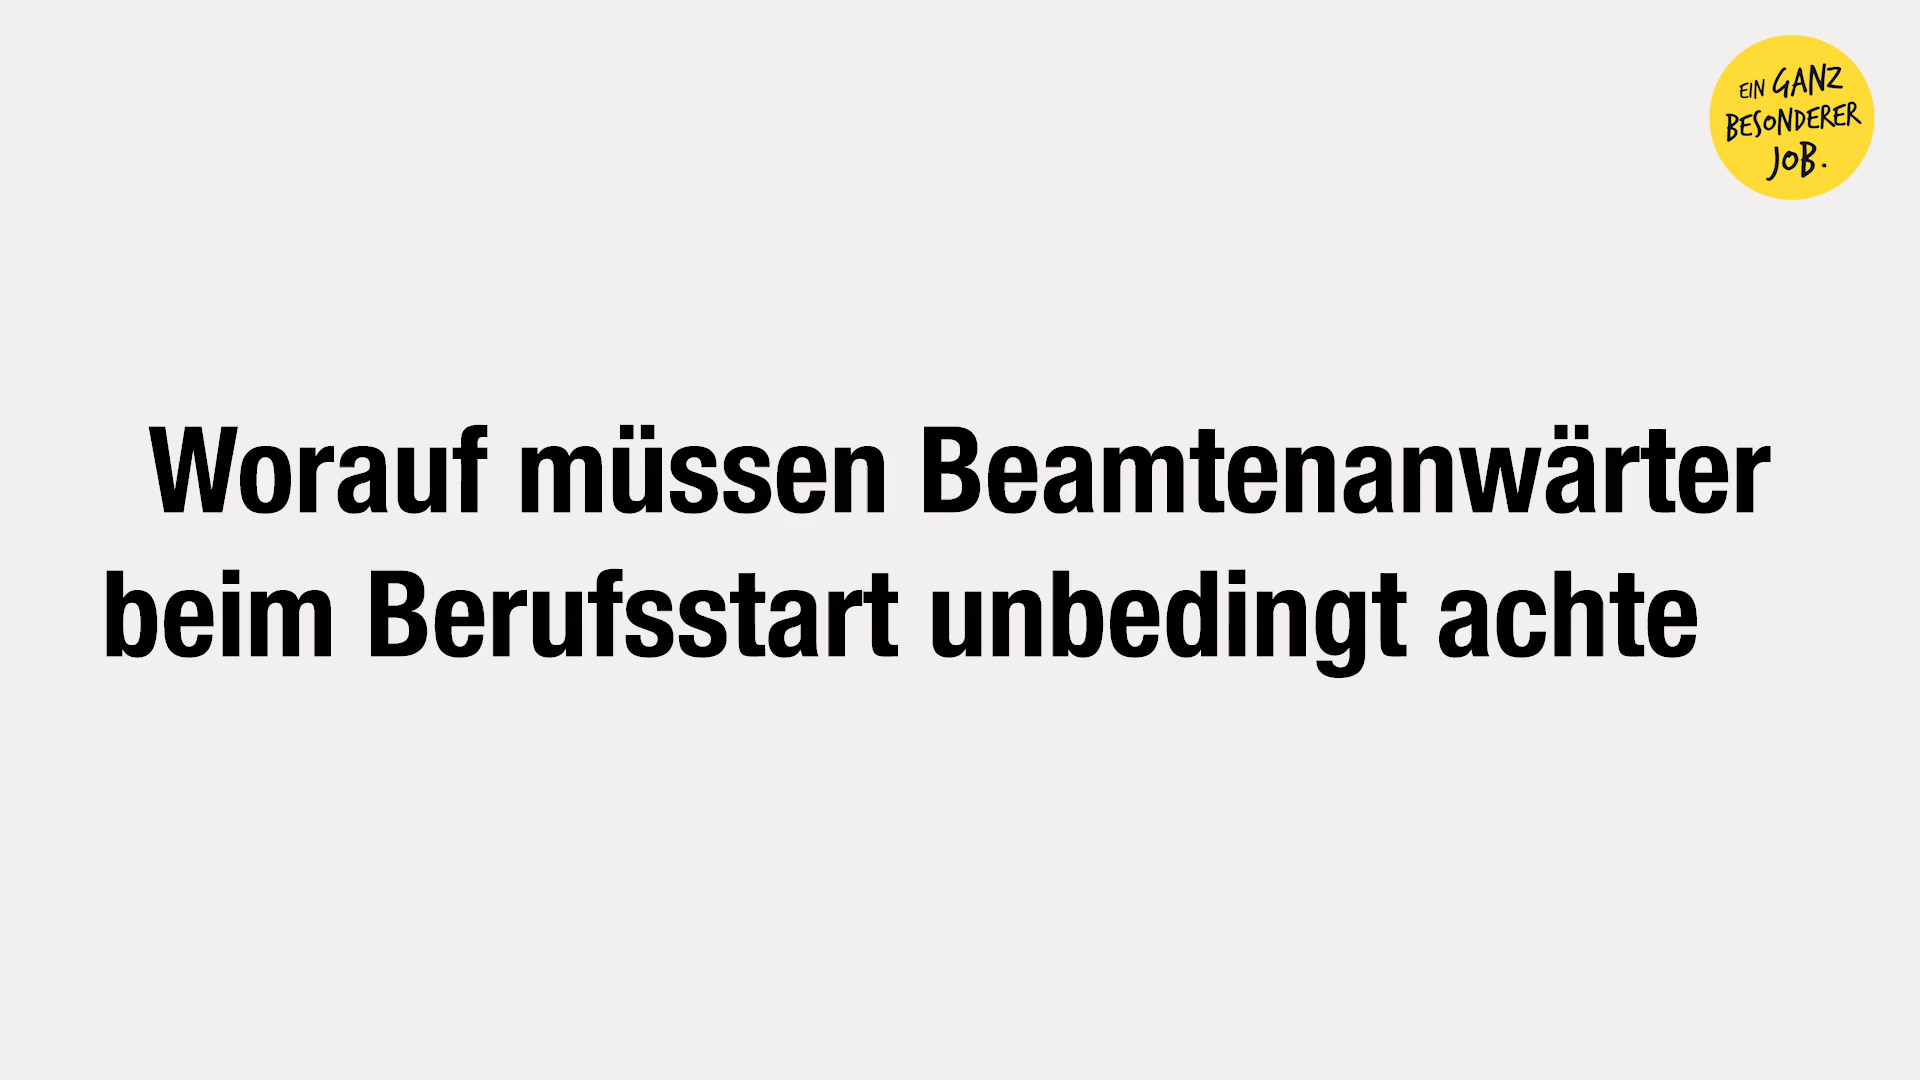 EIN GANZ
BESONDERER
JOB.
Worauf müssen Beamtenanwärter
beim Berufsstart unbedingt achte